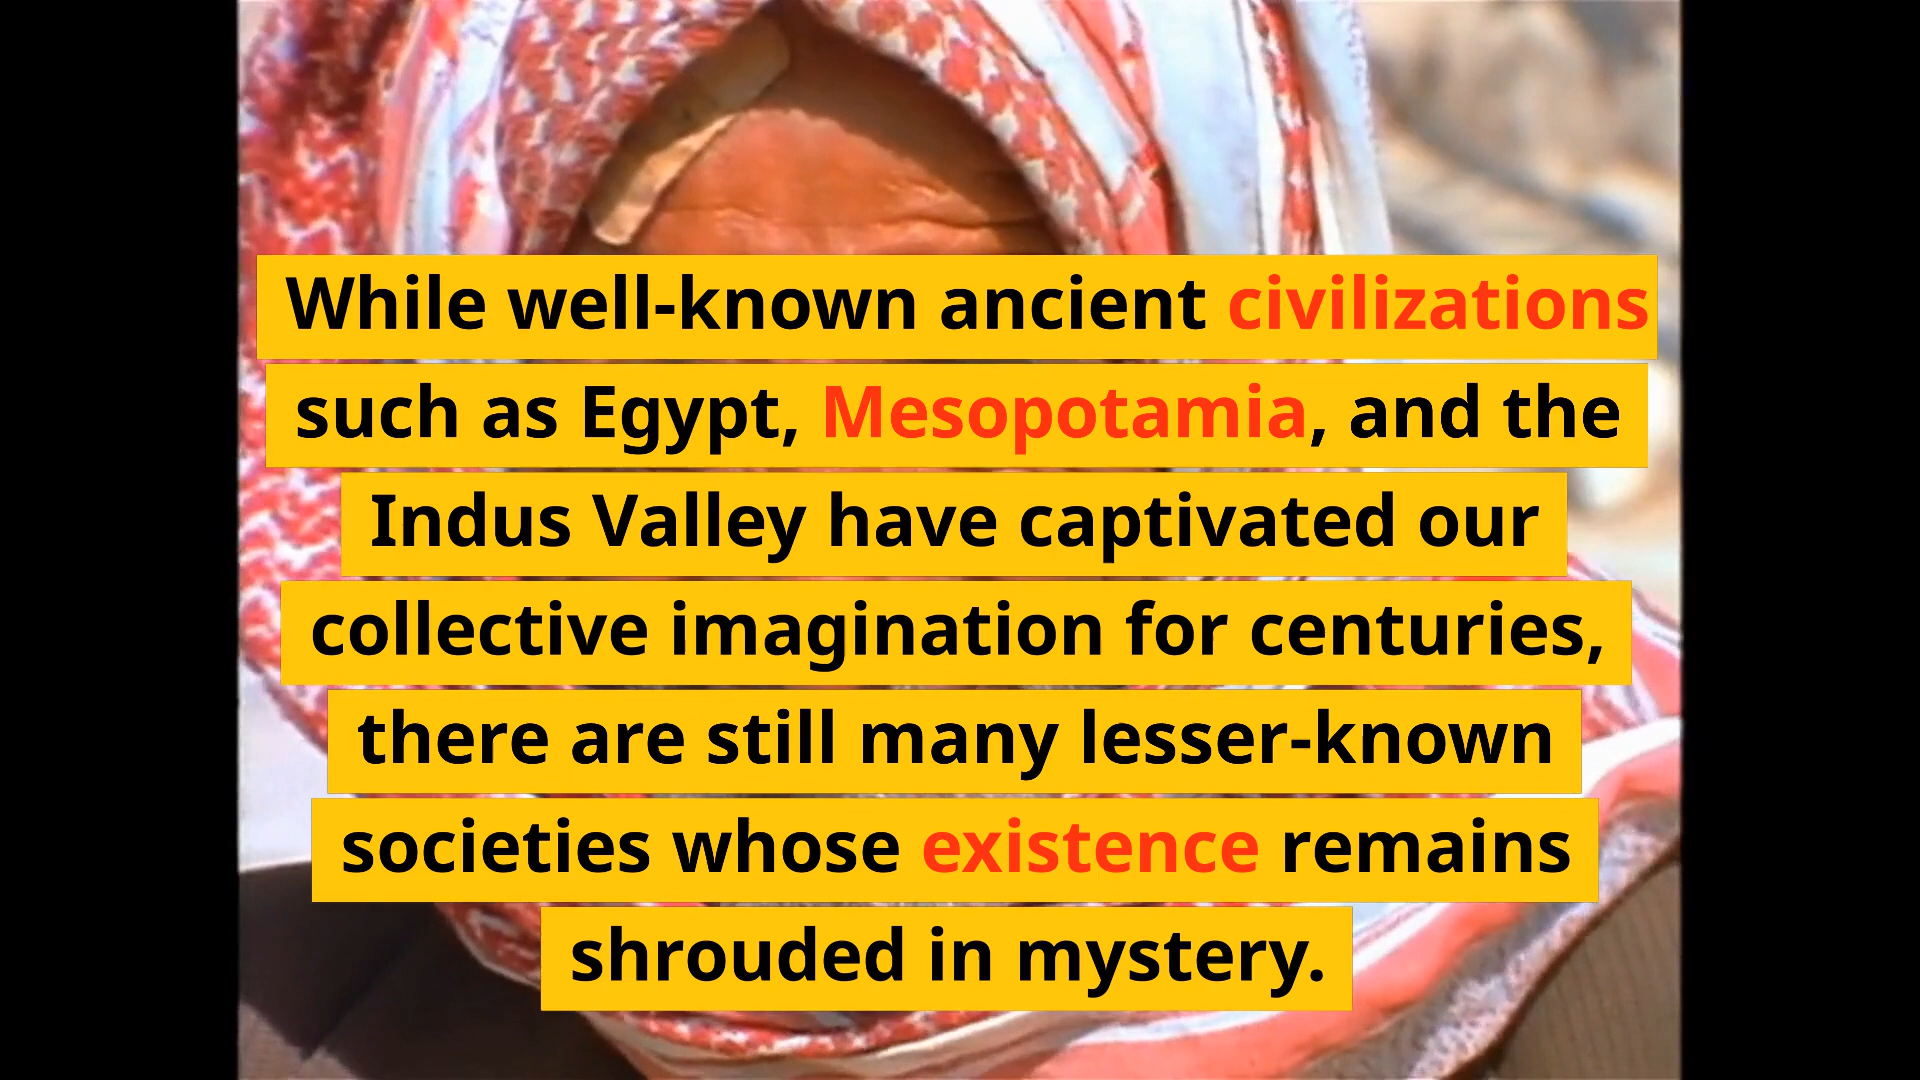 While well-known ancient civilizations
such as Egypt, Mesopotamia, and the
Indus Valley have captivated our
collective imagination for centuries,
there are still many lesser-known
societies whose existence remains
shrouded in mystery.